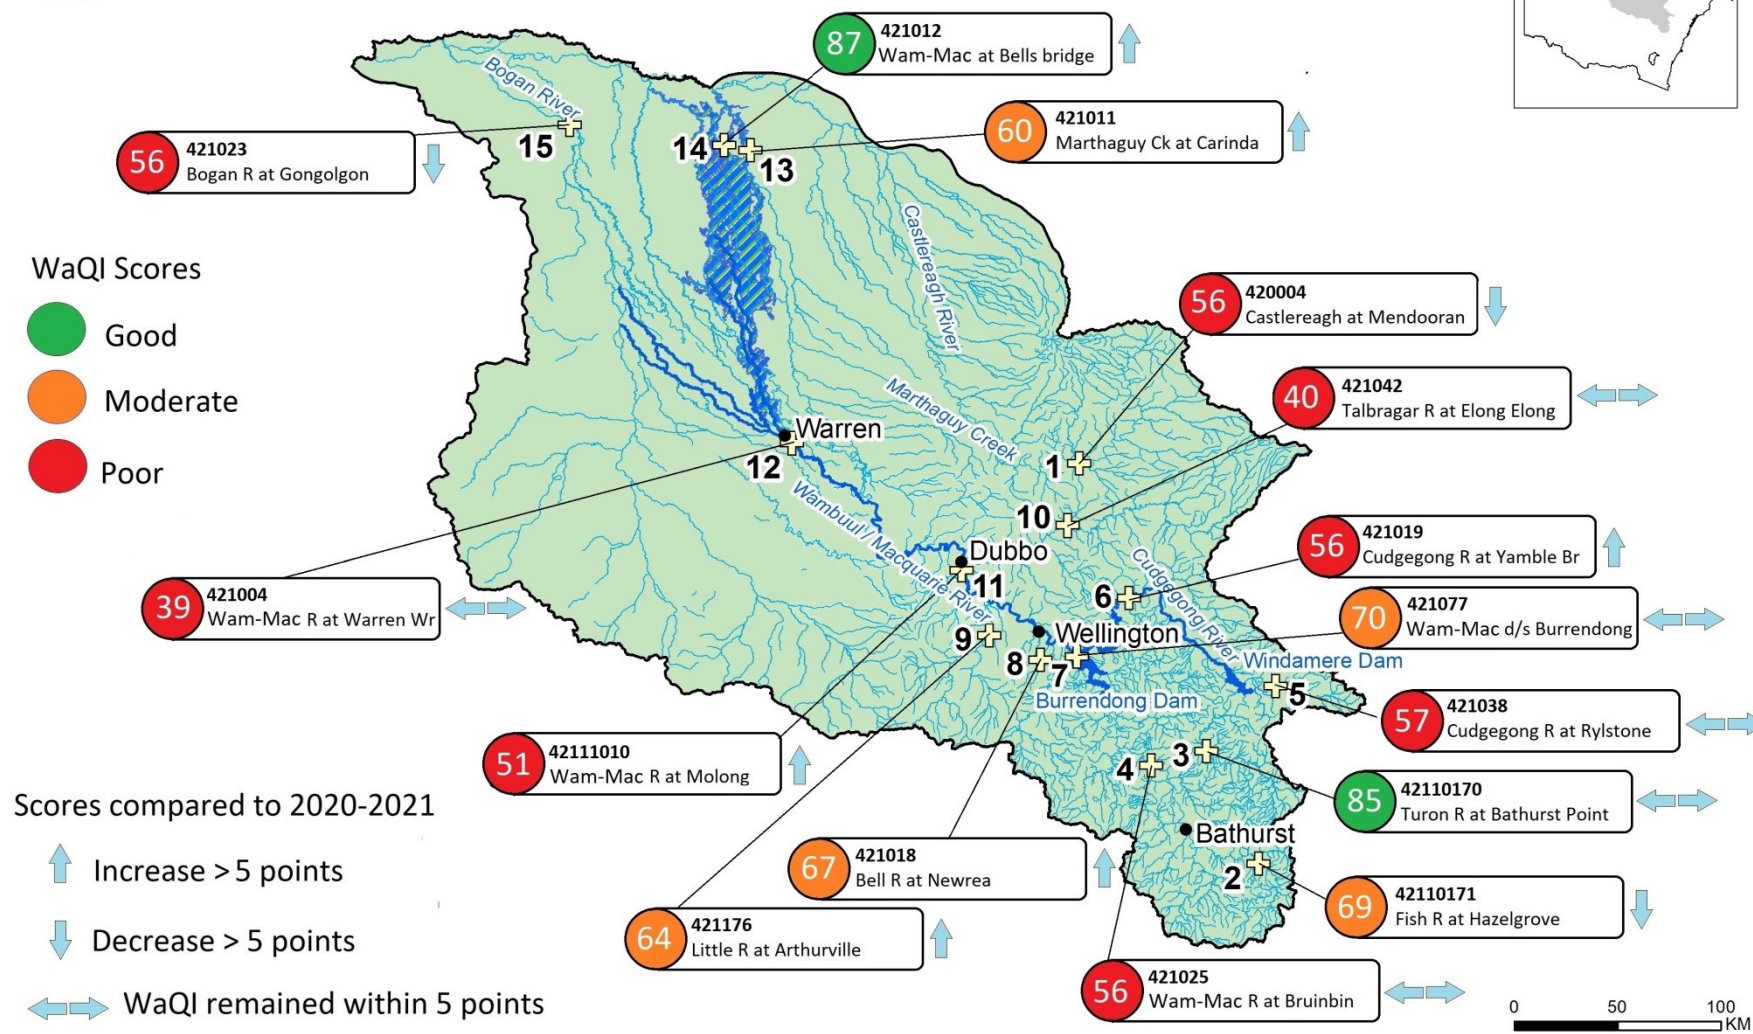 87
421012
Wam-Mac at Bells bridge
60
421011
Marthaguy Ck at Carinda
Bogan River
15
14
13
56
421023
Bogan R at Gongolgon
Castlereagh River
WaQI Scores
Good
Moderate
Poor
56
420004
Castlereagh at Mendooran
40
421042
Talbragar R at Elong Elong
Marthaguy Creek
Warren
12
1
10
Wambuul / Macquarie River
Dubbo
11
56
421019
Cudgegong R at Yamble Br
Cudgegong River
6
39
421004
Wam-Mac R at Warren Wr
70
421077
Wam-Mac d/s Burrendong
9
Wellington
8
7
Windamere Dam
5
Burrendong Dam
57
421038
Cudgegong R at Rylstone
51
42111010
Wam-Mac R at Molong
4
3
85
42110170
Turon R at Bathurst Point
Scores compared to 2020-2021
Increase > 5 points
Decrease > 5 points
WaQI remained within 5 points
Bathurst
2
67
421018
Bell R at Newrea
69
42110171
Fish R at Hazelgrove
64
421176
Little R at Arthurville
56
421025
Wam-Mac R at Bruinbin
0 50 100
KM